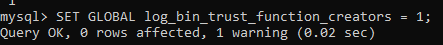 mysql> SET GLOBAL log_bin_trust_function_creators = 1;
Query OK, 0 rows affected, 1 warning (0.02 sec)